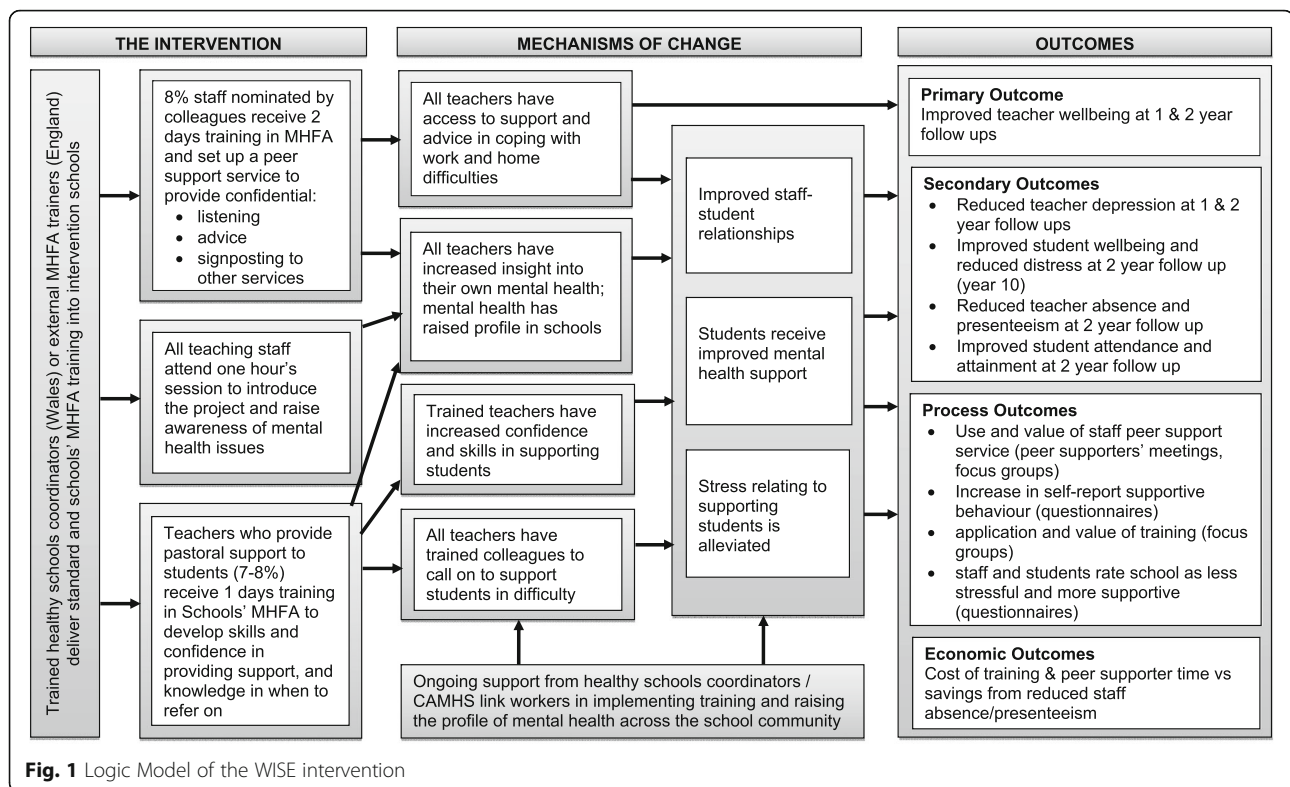 THE INTERVENTION
MECHANISMS OF CHANGE
OUTCOMES
Trained healthy schools coordinators (Wales) or external MHFA trainers (England)
deliver standard and schools' MHFA training into intervention schools
8% staff nominated by
colleagues receive 2
days training in MHFA
and set up a peer
support service to
provide confidential:
• listening
• advice
• signposting to
other services
All teaching staff
attend one hour's
session to introduce
the project and raise
awareness of mental
health issues
Teachers who provide
pastoral support to
students (7-8%)
receive 1 days training
in Schools' MHFA to
develop skills and
confidence in
providing support, and
knowledge in when to
refer on
All teachers have
access to support and
advice in coping with
work and home
difficulties
All teachers have
increased insight into
their own mental health;
mental health has
raised profile in schools
Trained teachers have
increased confidence
and skills in supporting
students
All teachers have
trained colleagues to
call on to support
students in difficulty
Improved staff-
student
relationships
Students receive
improved mental
health support
Stress relating to
supporting
students is
alleviated
Ongoing support from healthy schools coordinators /
CAMHS link workers in implementing training and raising
the profile of mental health across the school community
Primary Outcome
Improved teacher wellbeing at 1 & 2 year
follow ups
Secondary Outcomes
• Reduced teacher depression at 1 & 2
year follow ups
• Improved student wellbeing and
reduced distress at 2 year follow up
(year 10)
• Reduced teacher absence and
presenteeism at 2 year follow up
• Improved student attendance and
attainment at 2 year follow up
Process Outcomes
• Use and value of staff peer support
service (peer supporters' meetings,
focus groups)
• Increase in self-report supportive
behaviour (questionnaires)
• application and value of training (focus
groups)
• staff and students rate school as less
stressful and more supportive
(questionnaires)
Economic Outcomes
Cost of training & peer supporter time vs
savings from reduced staff
absence/presenteeism
Fig. 1 Logic Model of the WISE intervention